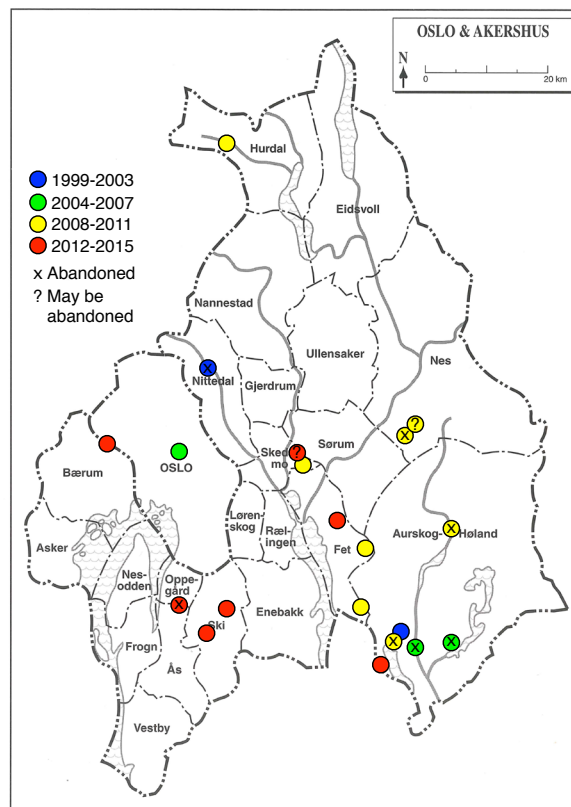 OSLO & AKERSHUS
N
0
20 km
Hurdal
1999-2003
2004-2007
2008-2011
2012-2015
x Abandoned
? May be
abandoned
Eidsvoll
Nannestad
Ullensaker
Nes
x
Nittedal
Gjerdrum
?
x
?
Sked
mo
Sørum
Bærum
OSLO
Løren
skog
Ræl-
ingen
Fet
x
Aurskog-Høland
Asker
Nes-
odden
Oppe-
gård
x
Enebakk
Ski
Frogn
x
x
x
Ås
Vestby